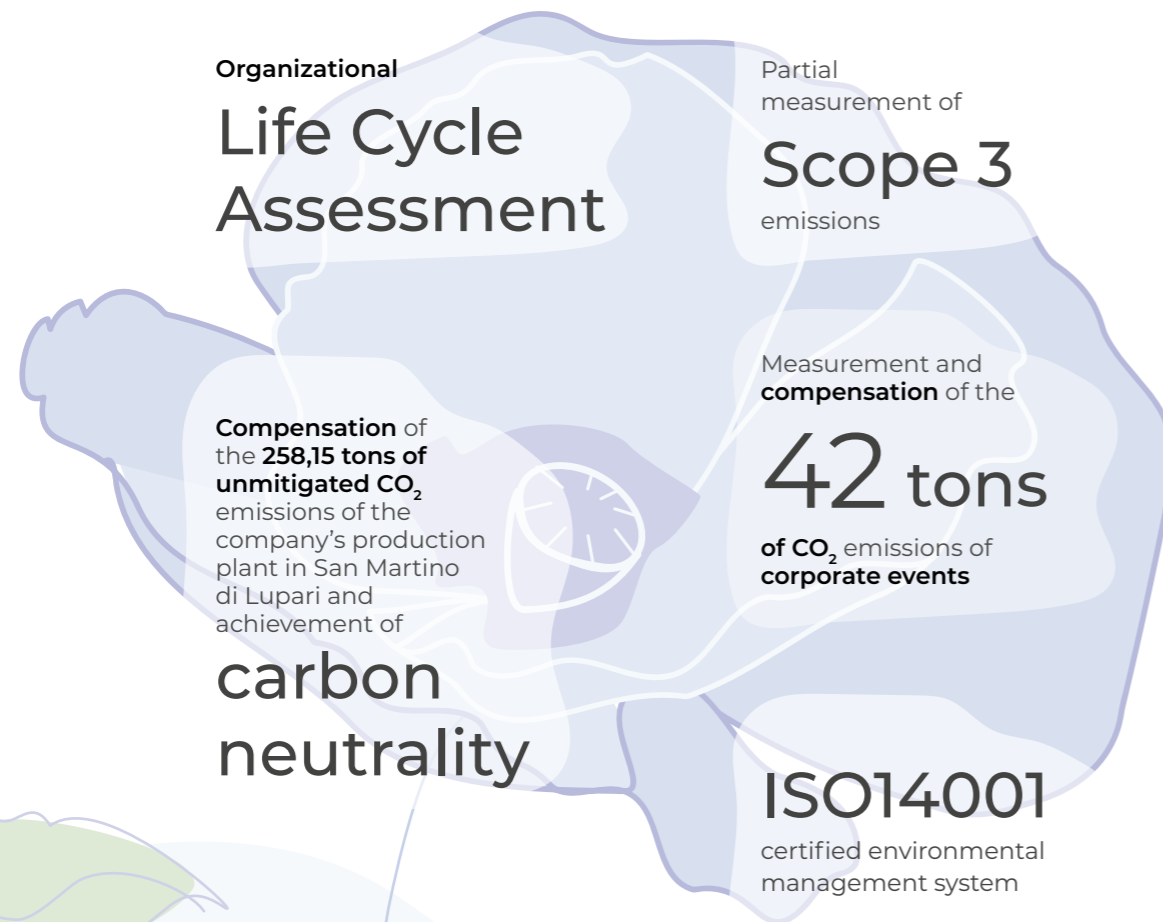 Organizational
Life Cycle
Assessment
Partial
measurement of
Scope 3
emissions
Compensation of
the 258,15 tons of
unmitigated CO₂
emissions of the
company’s production
plant in San Martino
di Lupari and
achievement of
carbon
neutrality
Measurement and
compensation of the
42 tons
of CO₂ emissions of
corporate events
ISO14001
certified environmental
management system